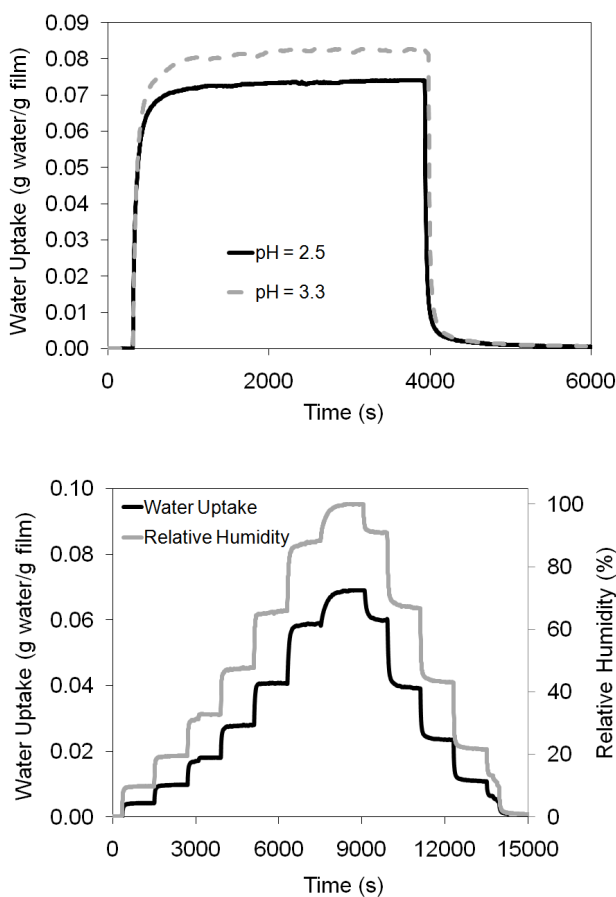 0.09
0.08
0.07
0.06
0.05
0.04
0.03
0.02
0.01
0.00
Water Uptake (g water/g film)
pH = 2.5
pH = 3.3
0 2000 4000 6000
Time (s)
0.10
0.08
0.06
0.04
0.02
0.00
Water Uptake (g water/g film)
Water Uptake
Relative Humidity
100
80
60
40
20
0
Relative Humidity (%)
0 3000 6000 9000 12000 15000
Time (s)